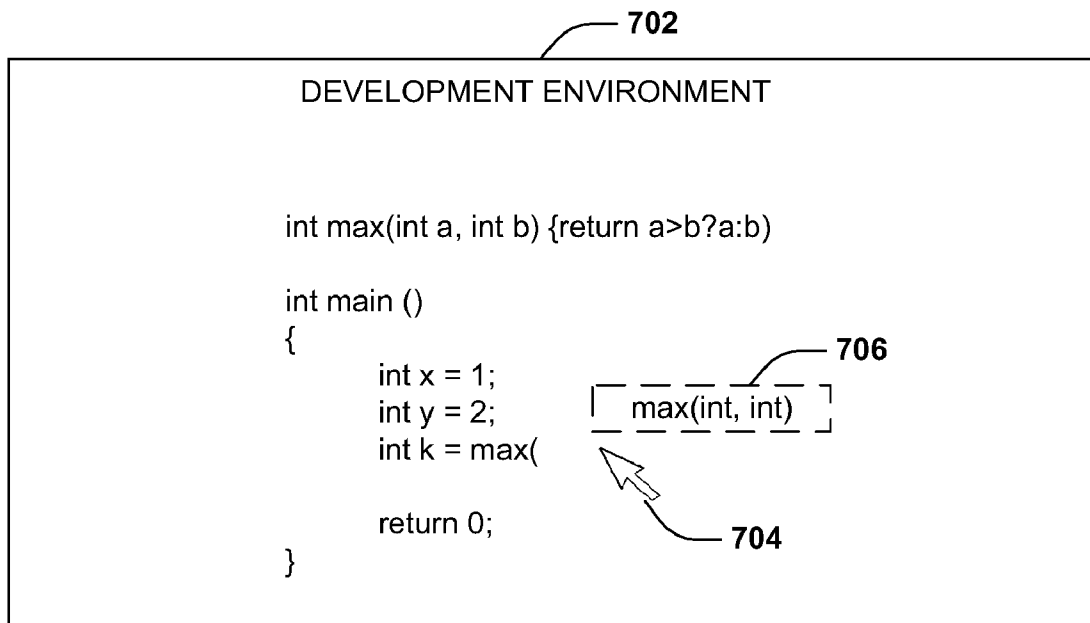 702
DEVELOPMENT ENVIRONMENT
int max(int a, int b) {return a>b?a:b)
int main ()
{
706
int x = 1;
int y = 2;
max(int, int)
int k = max(
return 0;
704
}